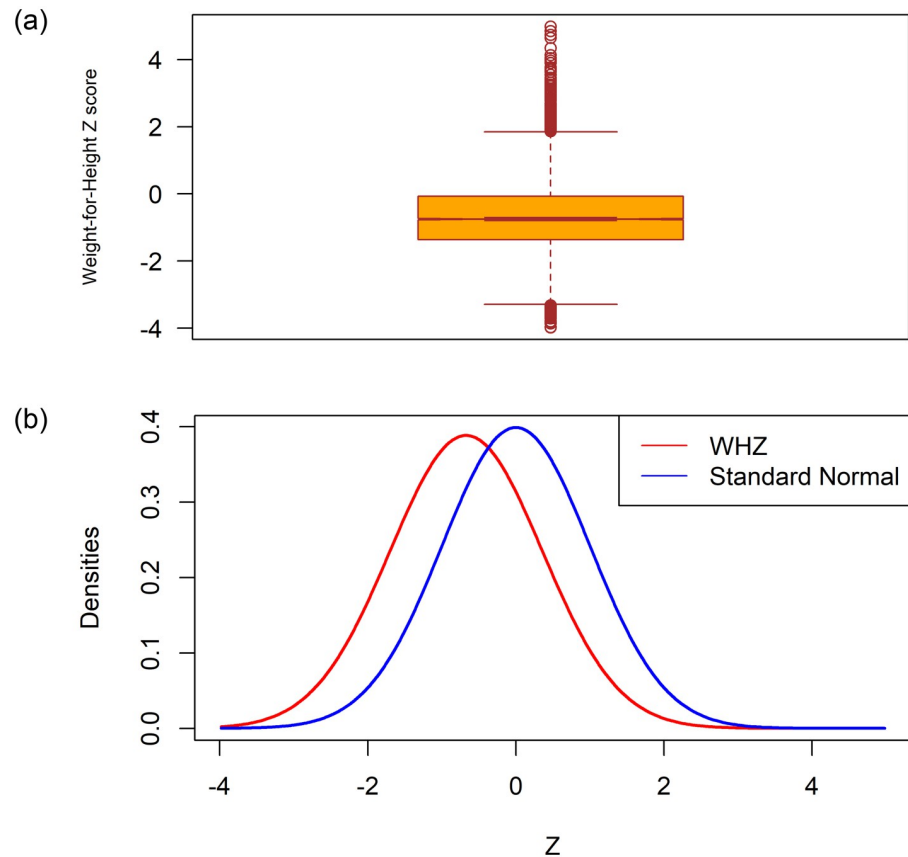 (a)
Weight-for-Height Z score
4
2
0
-2
-4
(b)
Densities
0.4
0.3
0.2
0.1
0.0
WHZ
Standard Normal
-4 -2 0 2 4
Z